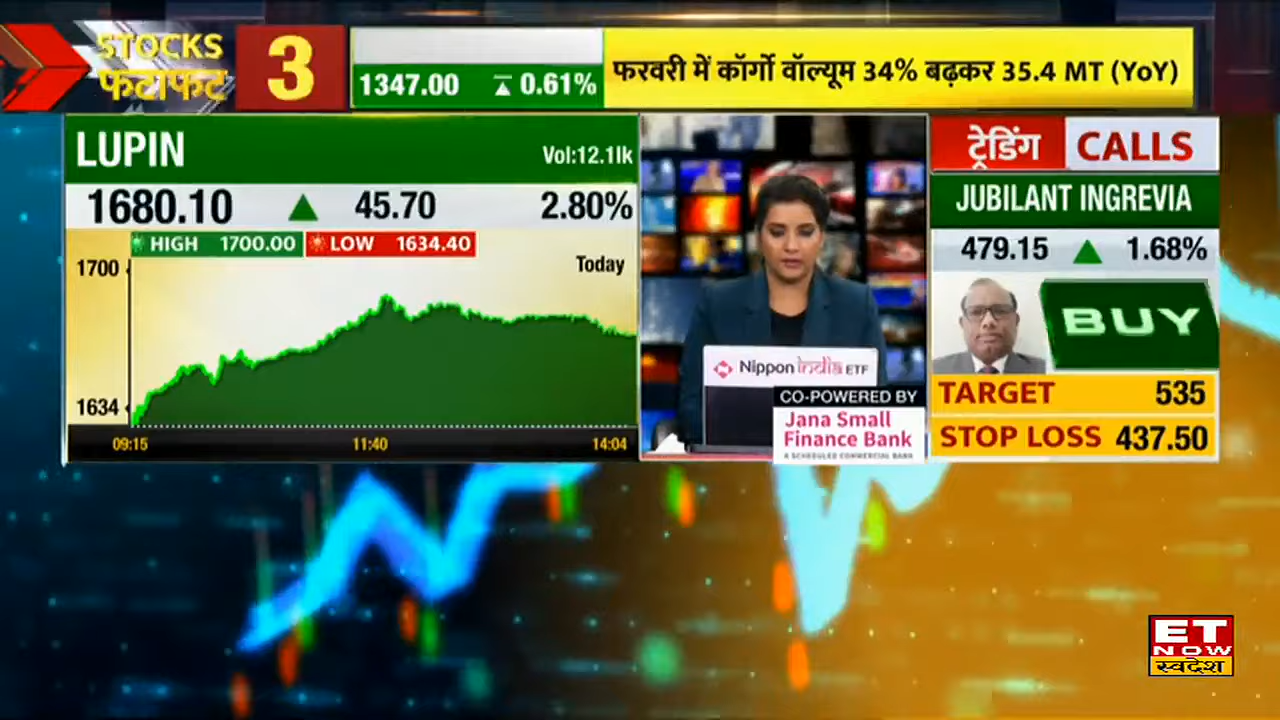 STOCKS
फटाफट
3
1347.00 0.61%
फरवरी में कॉर्गो वॉल्यूम 34% बढ़कर 35.4 MT (YoY)
LUPIN
Vol:12.1lk
1680.10 45.70 2.80%
HIGH 1700.00 LOW 1634.40
Today
1700
1634
09:15 11:40 14:04
Nippon india ETF
CO-POWERED BY
Jana Small
Finance Bank
A SCHEDULED COMMERCIAL BANK
ट्रेडिंग CALLS
JUBILANT INGREVIA
479.15 1.68%
BUY
TARGET 535
STOP LOSS 437.50
ET
NOW
स्वदेश